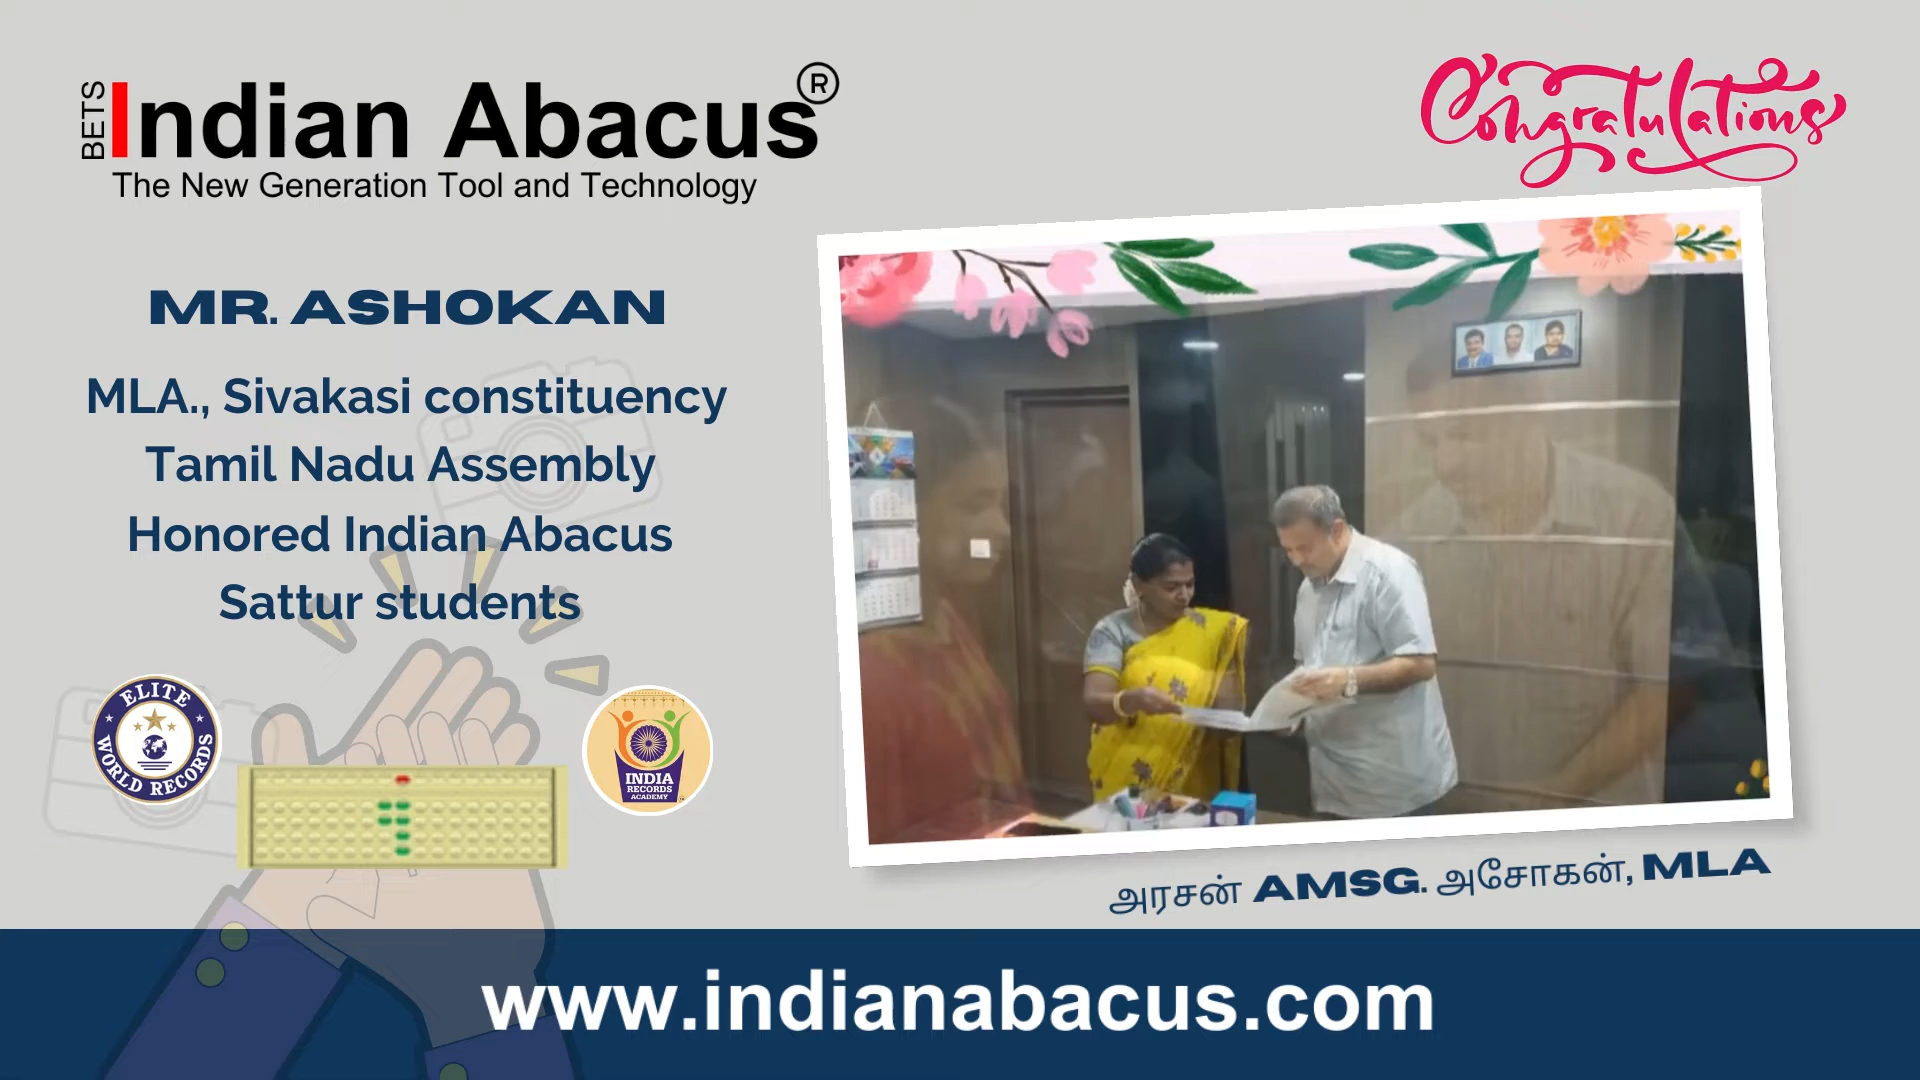 BETS
Indian Abacus®
The New Generation Tool and Technology
Congratulations
MR. ASHOKAN
MLA., Sivakasi constituency
Tamil Nadu Assembly
Honored Indian Abacus
Sattur students
ELITE
WORLD RECORDS
INDIA
RECORDS
ACADEMY
அரசன் AMSG. அசோகன், MLA
www.indianabacus.com